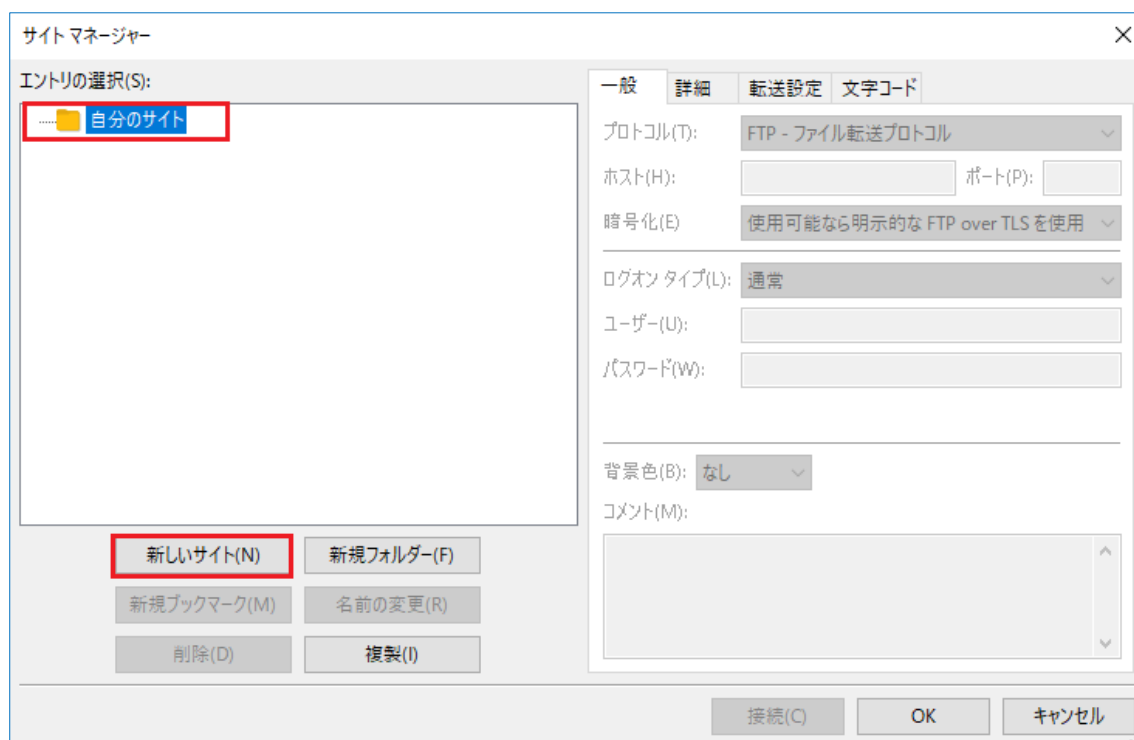 サイト マネージャー
エントリの選択(S):
自分のサイト
新しいサイト(N) 新規フォルダー(F)
新規ブックマーク(M) 名前の変更(R)
削除(D) 複製(I)
一般 詳細 転送設定 文字コード
プロトコル(T): FTP - ファイル転送プロトコル
ホスト(H): ポート(P):
暗号化(E) 使用可能なら明示的な FTP over TLS を使用
ログオン タイプ(L): 通常
ユーザー(U):
パスワード(W):
背景色(B): なし
コメント(M):
接続(C) OK キャンセル